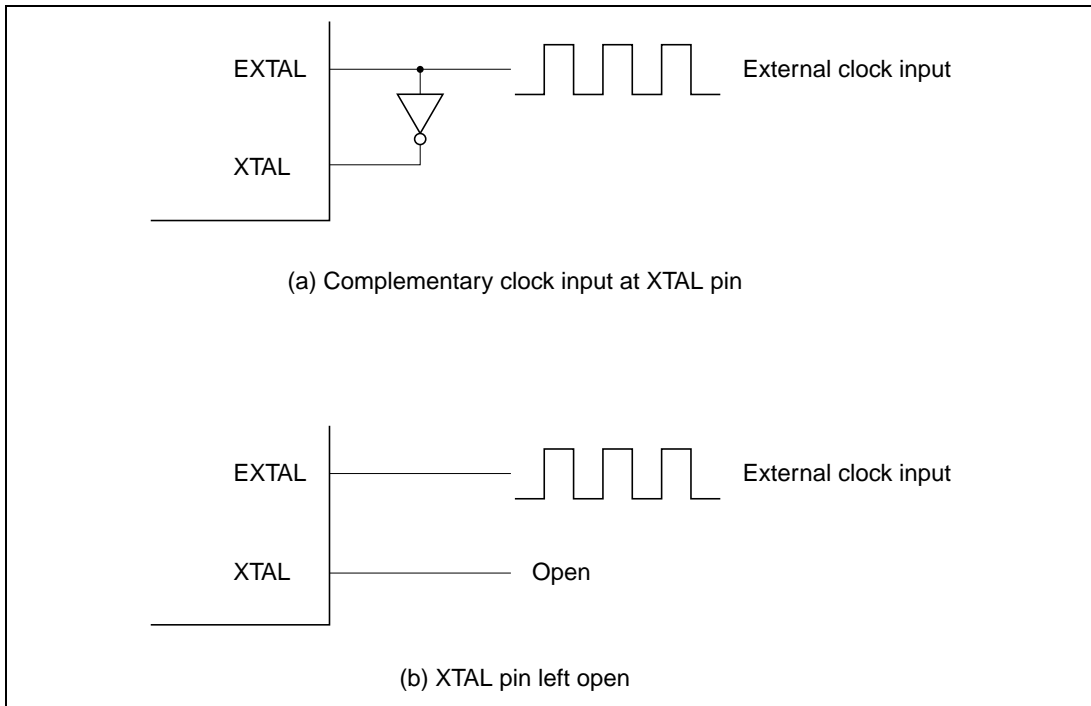 EXTAL
External clock input
XTAL
(a) Complementary clock input at XTAL pin
EXTAL
External clock input
XTAL
Open
(b) XTAL pin left open